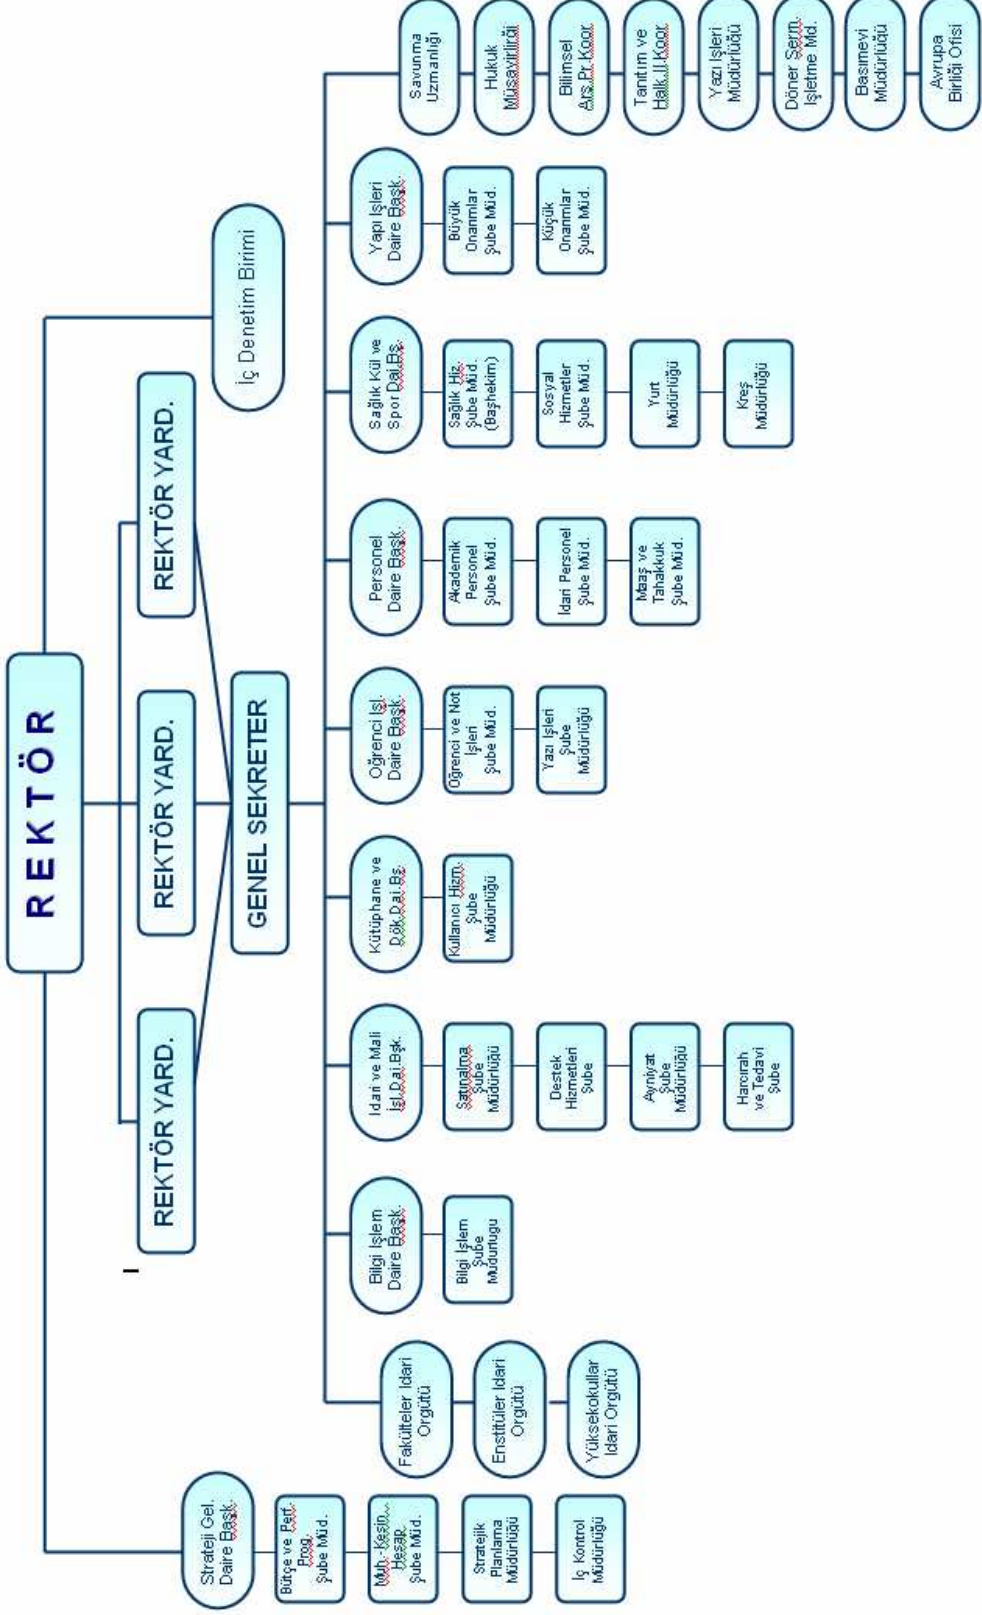 REKTÖR
REKTÖR YARD.
REKTÖR YARD.
REKTÖR YARD.
GENEL SEKRETER
İç Denetim Birimi
Strateji Gel.
Daire Başk.
Bütçe ve Perf.
Prog.
Şube Müd.
Muh.-Kesin
Hesap
Şube Müd.
Stratejik
Planlama
Müdürlüğü
İç Kontrol
Müdürlüğü
Fakülteler İdari
Örgütü
Enstitüler İdari
Örgütü
Yüksekokullar
İdari Örgütü
Bilgi İşlem
Daire Başk.
Bilgi İşlem
Şube
Müdürlüğü
İdari ve Mali
İşl.Dai.Bşk.
Satınalma
Şube
Müdürlüğü
Destek
Hizmetleri
Şube
Ayniyat
Şube
Müdürlüğü
Harcırah
ve Tedavi
Şube
Kütüphane ve
Dök.Dai.Bş.
Kullanıcı Hizm.
Şube
Müdürlüğü
Öğrenci İşl.
Daire Başk.
Öğrenci ve Not
İşleri
Şube Müd.
Yazı İşleri
Şube
Müdürlüğü
Personel
Daire Başk.
Akademik
Personel
Şube Müd.
İdari Personel
Şube Müd.
Maaş ve
Tahakkuk
Şube Müd.
Sağlık Kül ve
Spor Dai.Bş.
Sağlık Hiz.
Şube Müd.
(Başhekim)
Sosyal
Hizmetler
Şube Müd.
Yurt
Müdürlüğü
Kreş
Müdürlüğü
Yapı İşleri
Daire Başk.
Büyük
Onarımlar
Şube Müd.
Küçük
Onarımlar
Şube Müd.
Savunma
Uzmanlığı
Hukuk
Müşavirliği
Bilimsel
Arş.Pr.Koor.
Tanıtım ve
Halk.İl.Koor.
Yazı İşleri
Müdürlüğü
Döner Serm.
İşletme Md.
Basımevi
Müdürlüğü
Avrupa
Birliği Ofisi